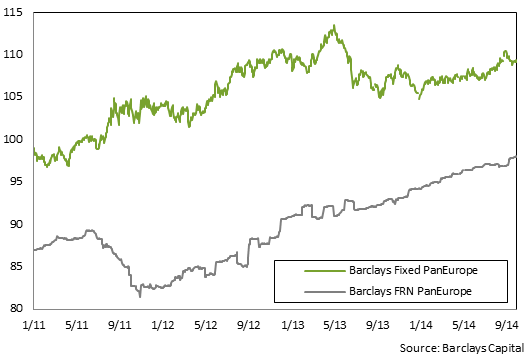 115
110
105
100
95
90
85
80
Barclays Fixed PanEurope
Barclays FRN PanEurope
1/11 5/11 9/11 1/12 5/12 9/12 1/13 5/13 9/13 1/14 5/14 9/14
Source: Barclays Capital